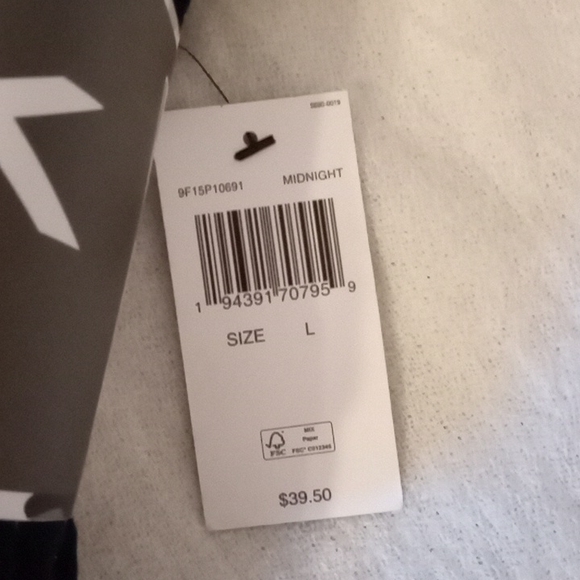 9F15P10691 MIDNIGHT
1 94391 70795 9
SIZE L
MIX
Paper
FSC
$39.50